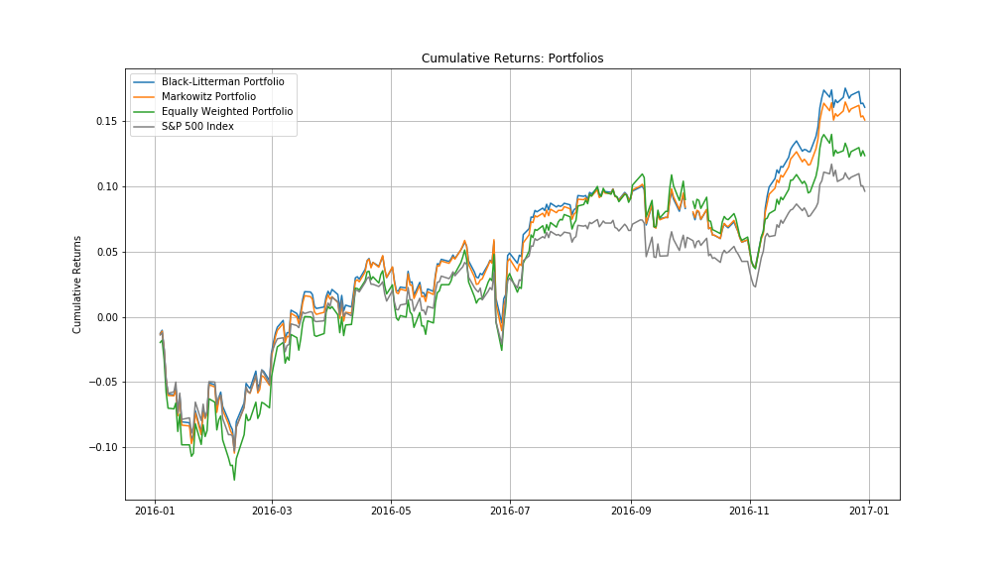 Cumulative Returns: Portfolios
Black-Litterman Portfolio
Markowitz Portfolio
Equally Weighted Portfolio
S&P 500 Index
Cumulative Returns
0.15
0.10
0.05
0.00
−0.05
−0.10
2016-01
2016-03
2016-05
2016-07
2016-09
2016-11
2017-01